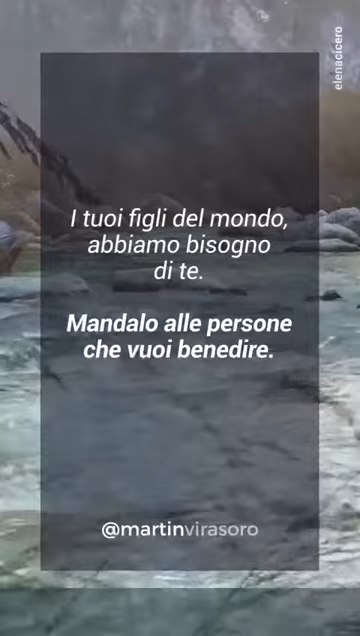 elenacicero
I tuoi figli del mondo,
abbiamo bisogno
di te.
Mandalo alle persone
che vuoi benedire.
@martinvirasoro